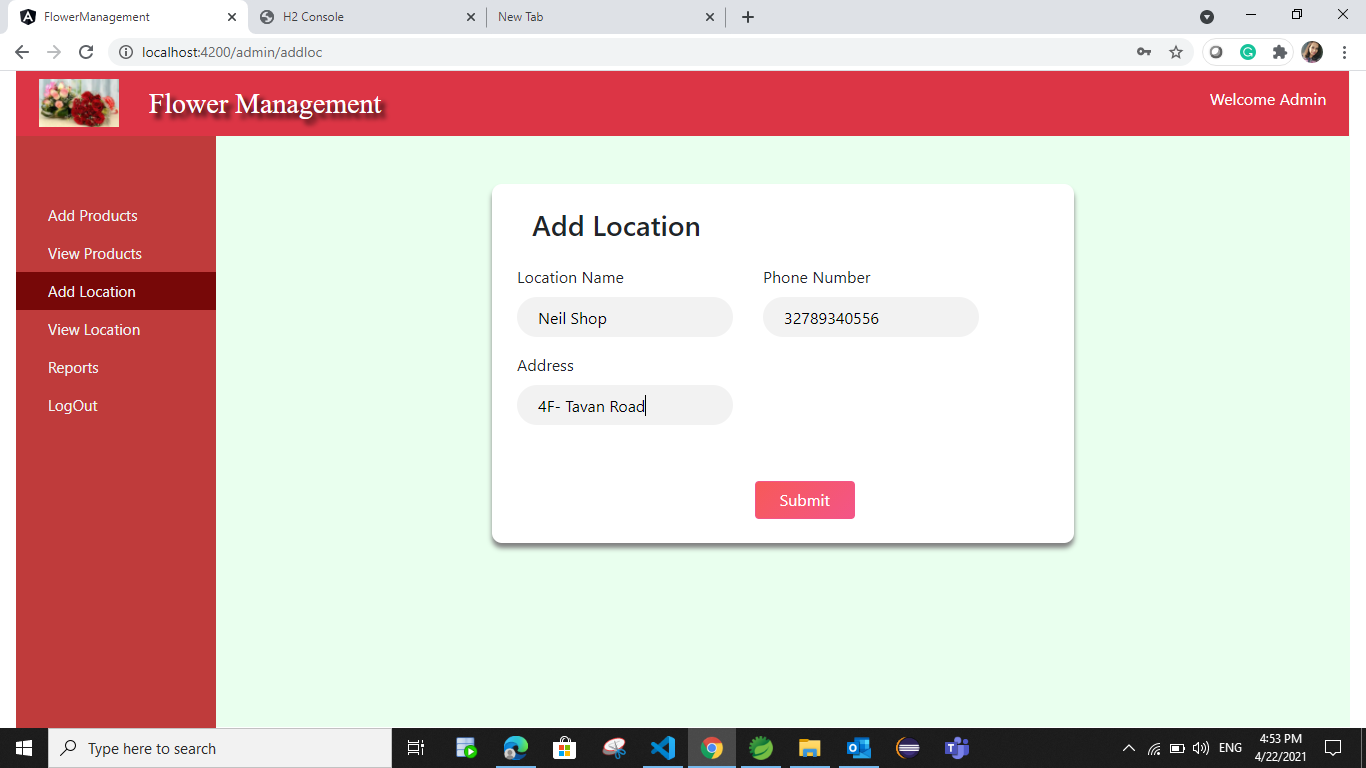 FlowerManagement
H2 Console
New Tab
localhost:4200/admin/addloc
Flower Management
Welcome Admin
Add Products
View Products
Add Location
View Location
Reports
LogOut
Add Location
Location Name
Phone Number
Neil Shop
32789340556
Address
4F- Tavan Road
Submit
Type here to search
ENG
4:53 PM
4/22/2021